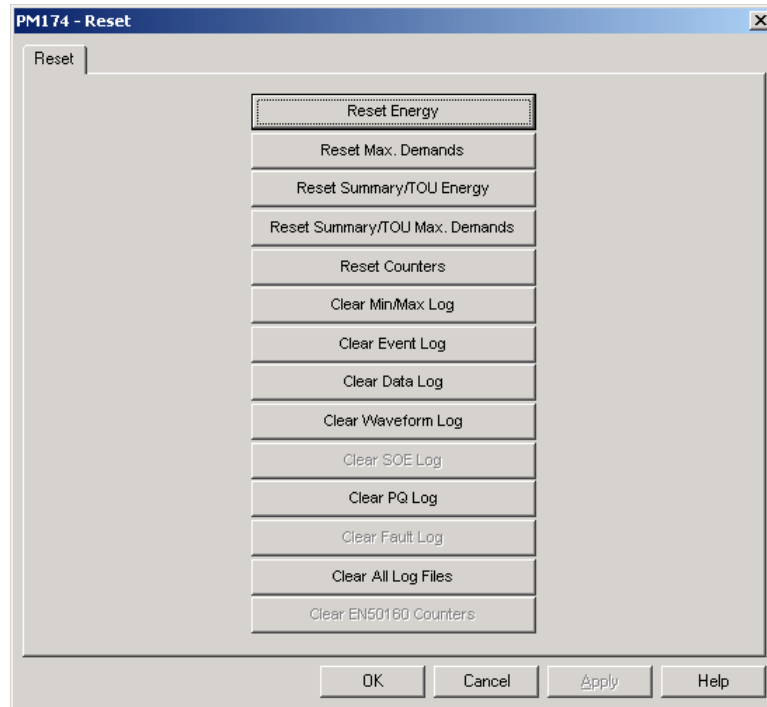 PM174 - Reset
Reset
Reset Energy
Reset Max. Demands
Reset Summary/TOU Energy
Reset Summary/TOU Max. Demands
Reset Counters
Clear Min/Max Log
Clear Event Log
Clear Data Log
Clear Waveform Log
Clear SOE Log
Clear PQ Log
Clear Fault Log
Clear All Log Files
Clear EN50160 Counters
OK Cancel Apply Help